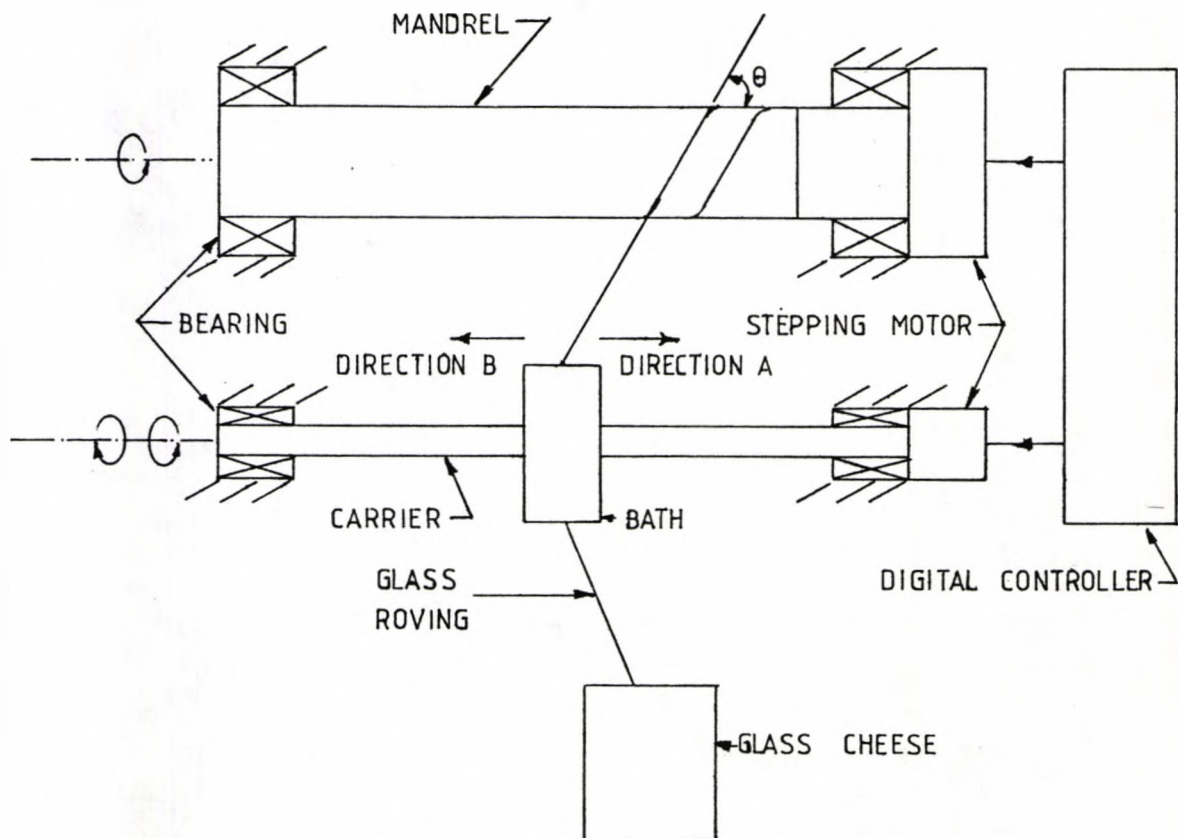 MANDREL
θ
BEARING
STEPPING MOTOR
DIRECTION B
DIRECTION A
CARRIER
BATH
GLASS
ROVING
DIGITAL CONTROLLER
GLASS CHEESE